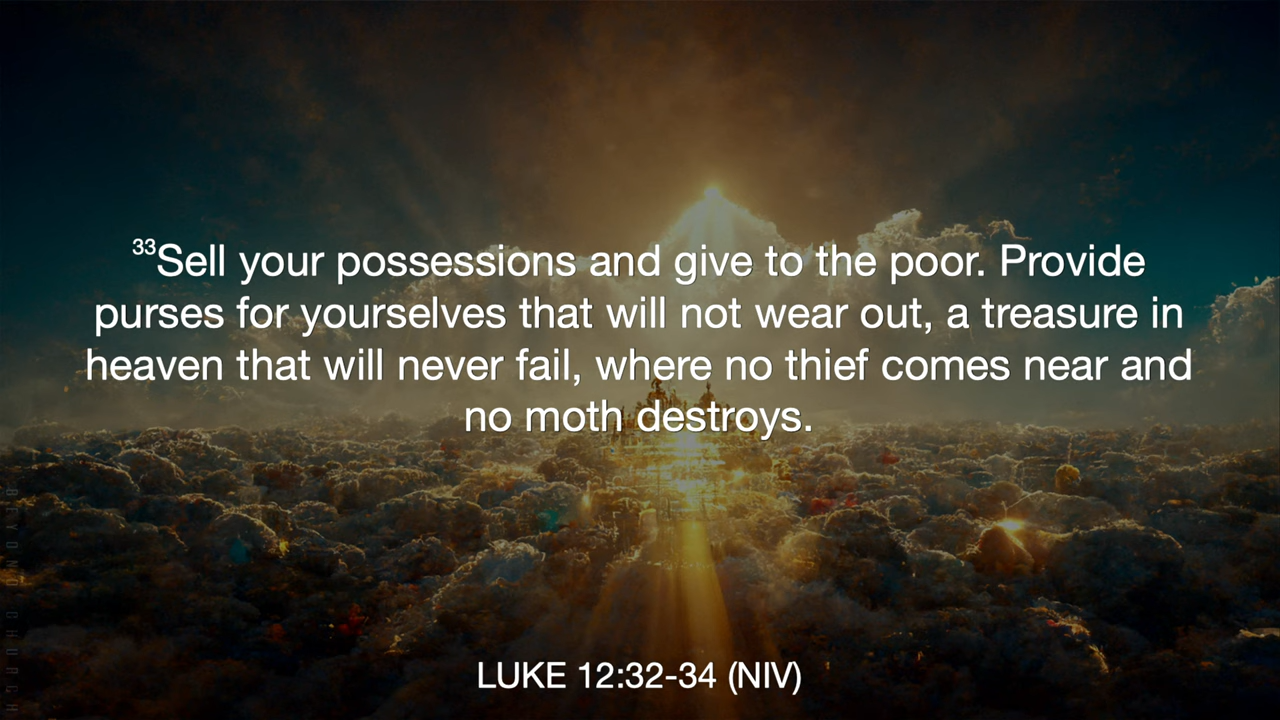 33Sell your possessions and give to the poor. Provide
purses for yourselves that will not wear out, a treasure in
heaven that will never fail, where no thief comes near and
no moth destroys.
LUKE 12:32-34 (NIV)
BEYOND CHURCH